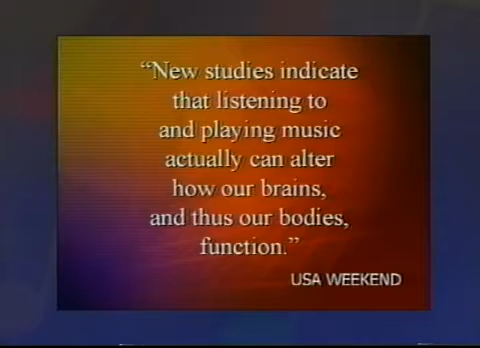 “New studies indicate
that listening to
and playing music
actually can alter
how our brains,
and thus our bodies,
function.”
USA WEEKEND